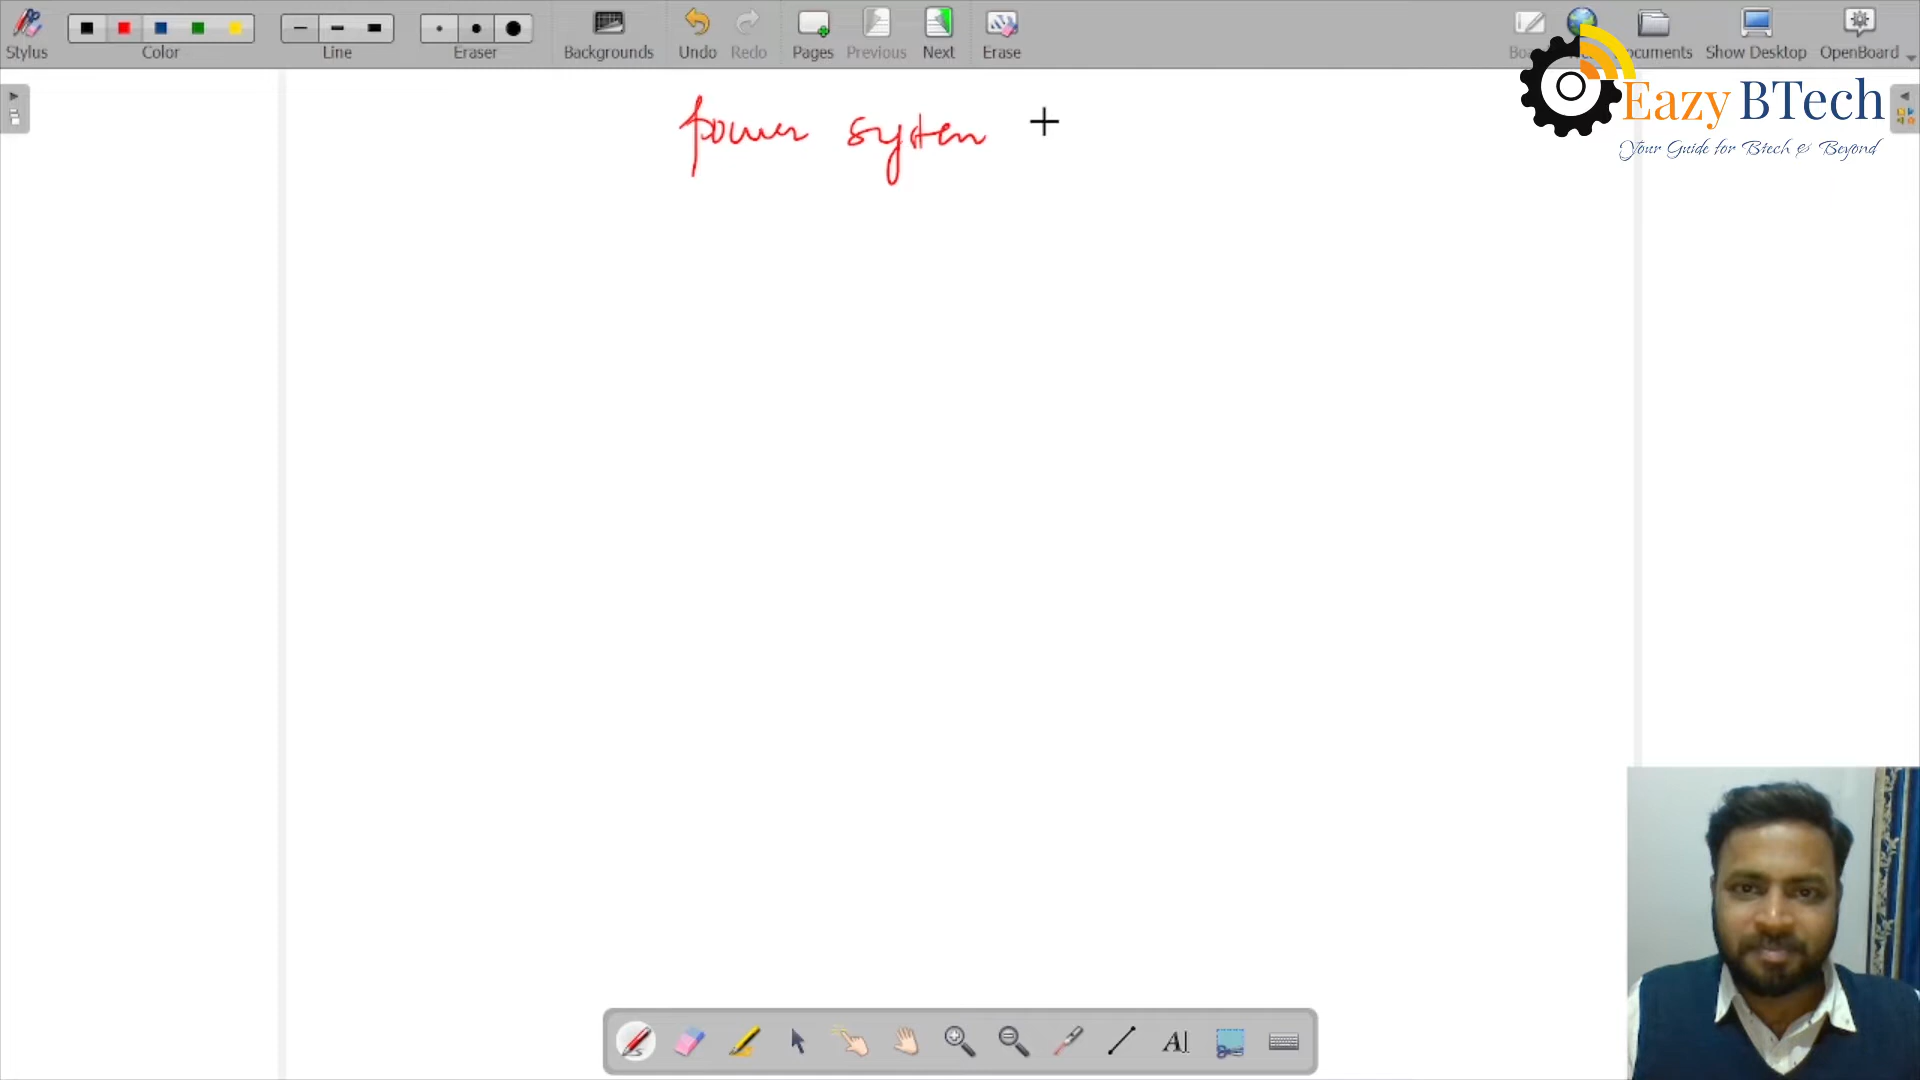 Stylus Color Line Eraser Backgrounds Undo Redo Pages Previous Next Erase Show Desktop OpenBoard
Eazy BTech
Your Guide for Btech & Beyond
power system
AI